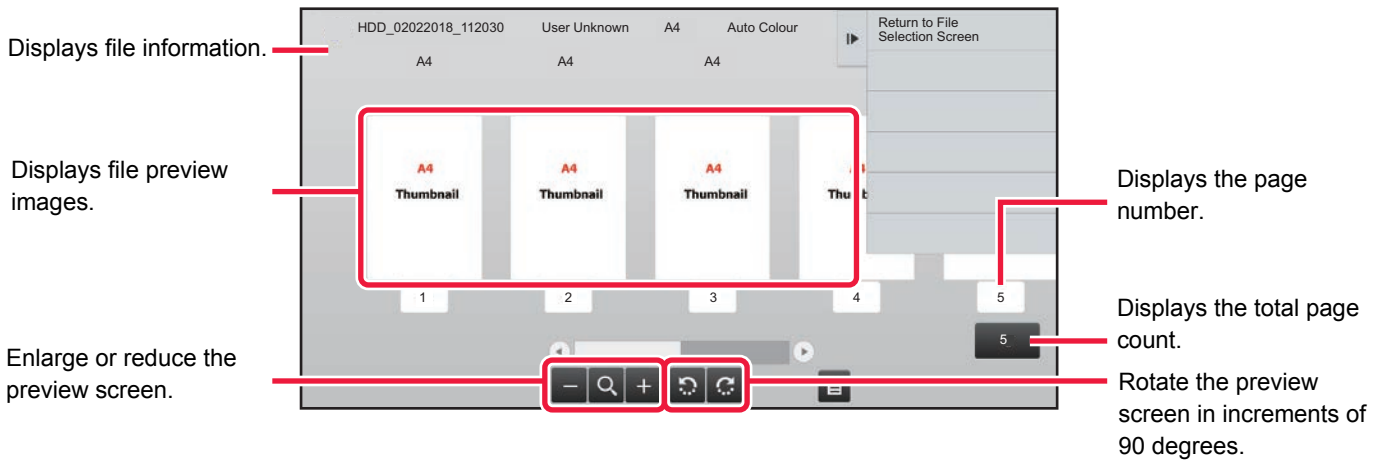 Displays file information.
HDD_02022018_112030 User Unknown A4 Auto Colour
Return to File
Selection Screen
A4 A4 A4
Displays file preview
images.
A4
Thumbnail
A4
Thumbnail
A4
Thumbnail
Displays the page
number.
1 2 3 4 5
Displays the total page
count.
5
Enlarge or reduce the
preview screen.
Rotate the preview
screen in increments of
90 degrees.